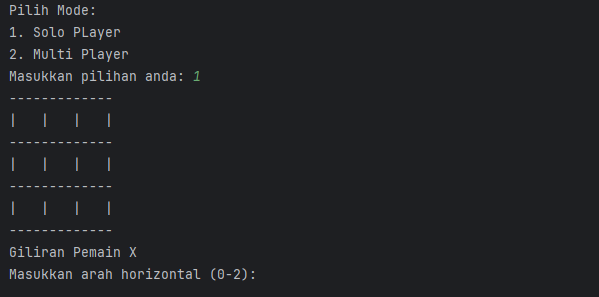 Pilih Mode:
1. Solo PLayer
2. Multi Player
Masukkan pilihan anda: 1
-------------
|   |   |   |
-------------
|   |   |   |
-------------
|   |   |   |
-------------
Giliran Pemain X
Masukkan arah horizontal (0-2):